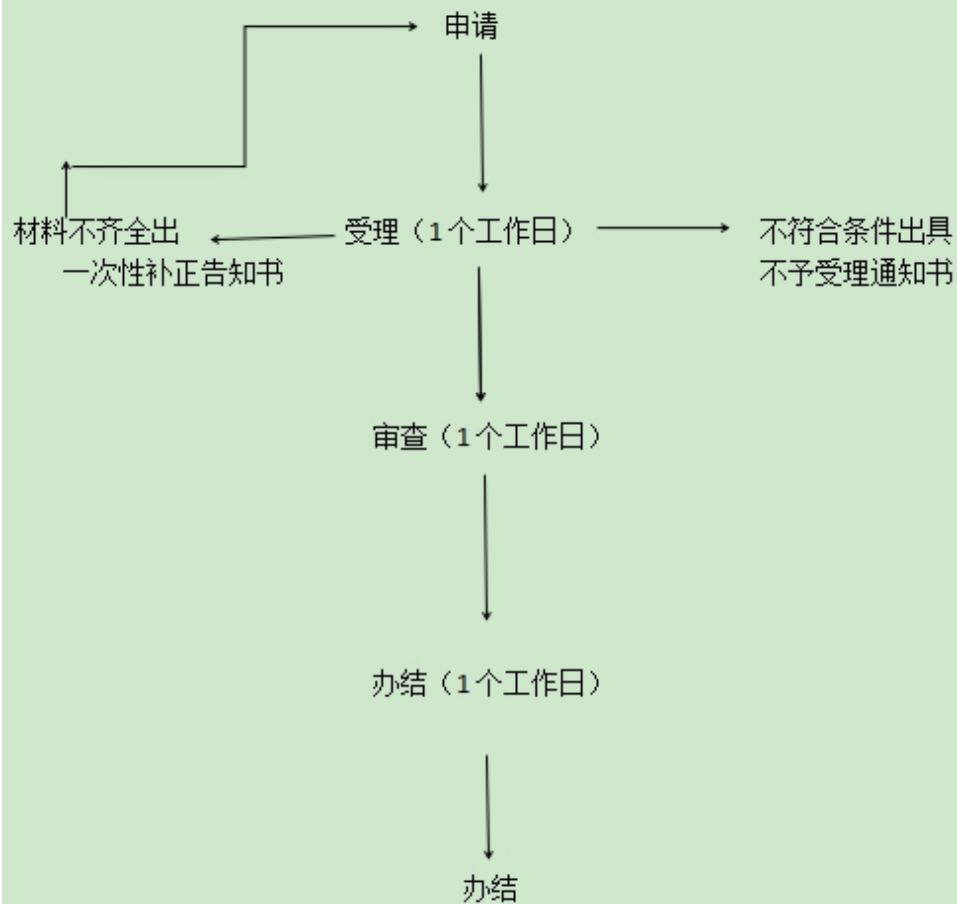 申请
材料不齐全出
一次性补正告知书
受理（1个工作日）
不符合条件出具
不予受理通知书
审查（1个工作日）
办结（1个工作日）
办结